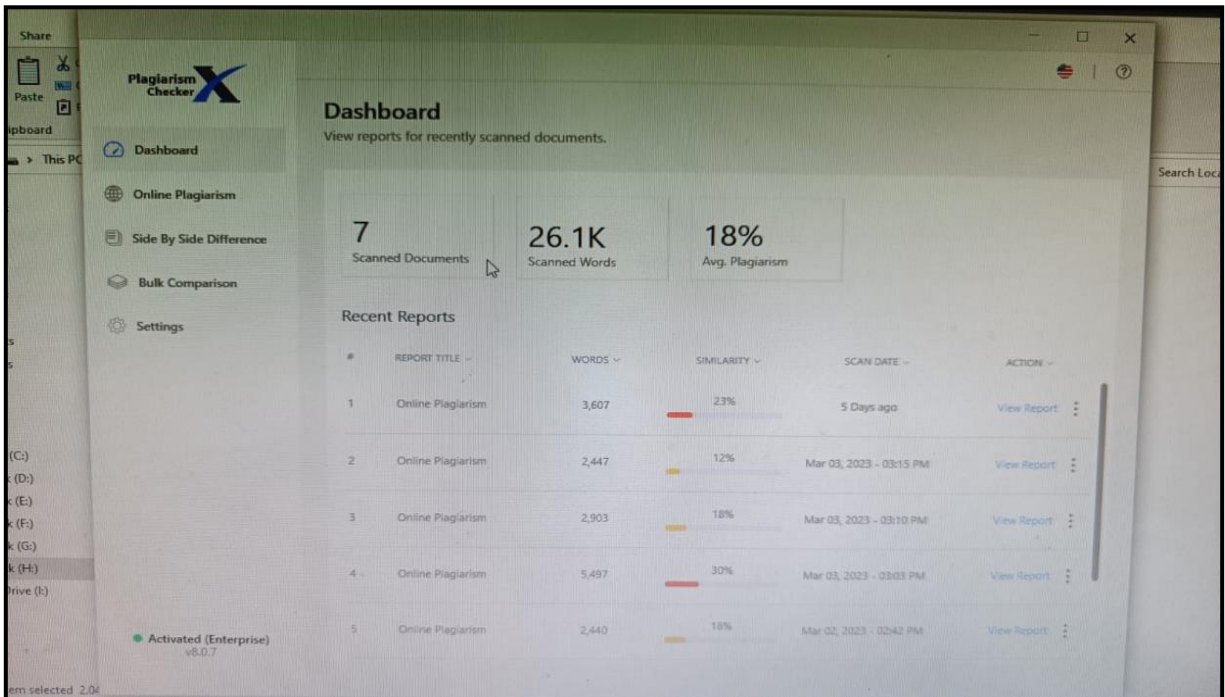 Share
Paste
ipboard
This PC
Search Loca
Plagiarism
Checker X
Dashboard
Online Plagiarism
Side By Side Difference
Bulk Comparison
Settings
Activated (Enterprise)
v8.0.7
Dashboard
View reports for recently scanned documents.
7
Scanned Documents
26.1K
Scanned Words
18%
Avg. Plagiarism
Recent Reports
# REPORT TITLE WORDS SIMILARITY SCAN DATE ACTION
1 Online Plagiarism 3,607 23% 5 Days ago View Report
2 Online Plagiarism 2,447 12% Mar 03, 2023 - 03:15 PM View Report
3 Online Plagiarism 2,903 18% Mar 03, 2023 - 03:10 PM View Report
4 Online Plagiarism 5,497 30% Mar 03, 2023 - 03:03 PM View Report
5 Online Plagiarism 2,440 18% Mar 02, 2023 - 02:42 PM View Report
(C:)
k (D:)
k (E:)
k (F:)
k (G:)
k (H:)
Drive (I:)
em selected 2.04